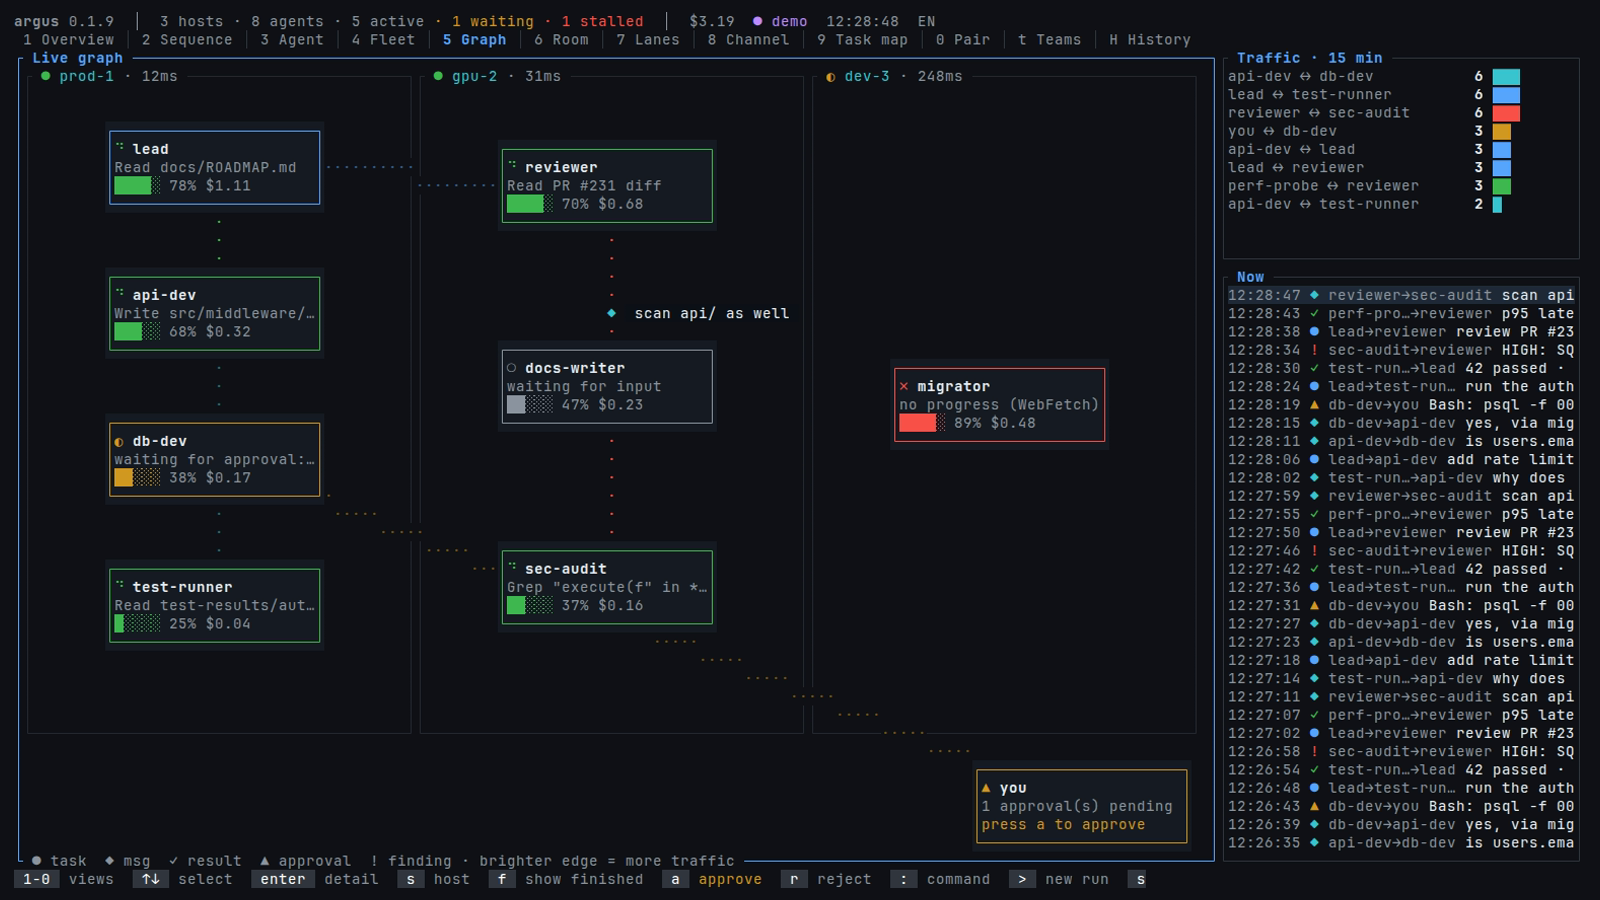 argus 0.1.9 │ 3 hosts · 8 agents · 5 active · 1 waiting · 1 stalled │ $3.19 ● demo 12:28:48 EN
1 Overview │ 2 Sequence │ 3 Agent │ 4 Fleet │ 5 Graph │ 6 Room │ 7 Lanes │ 8 Channel │ 9 Task map │ 0 Pair │ t Teams │ H History
Live graph
● prod-1 · 12ms
lead
Read docs/ROADMAP.md
78% $1.11
api-dev
Write src/middleware/…
68% $0.32
◐ db-dev
waiting for approval:…
38% $0.17
test-runner
Read test-results/aut…
25% $0.04
● gpu-2 · 31ms
reviewer
Read PR #231 diff
70% $0.68
◆ scan api/ as well
○ docs-writer
waiting for input
47% $0.23
sec-audit
Grep "execute(f" in *…
37% $0.16
◐ dev-3 · 248ms
✕ migrator
no progress (WebFetch)
89% $0.48
▲ you
1 approval(s) pending
press a to approve
● task ◆ msg ✓ result ▲ approval ! finding · brighter edge = more traffic
Traffic · 15 min
api-dev ↔ db-dev 6
lead ↔ test-runner 6
reviewer ↔ sec-audit 6
you ↔ db-dev 3
api-dev ↔ lead 3
lead ↔ reviewer 3
perf-probe ↔ reviewer 3
api-dev ↔ test-runner 2
Now
12:28:47 ◆ reviewer→sec-audit scan api
12:28:43 ✓ perf-pro…→reviewer p95 late
12:28:38 ● lead→reviewer review PR #23
12:28:34 ! sec-audit→reviewer HIGH: SQ
12:28:30 ✓ test-run…→lead 42 passed ·
12:28:24 ● lead→test-run… run the auth
12:28:19 ▲ db-dev→you Bash: psql -f 00
12:28:15 ◆ db-dev→api-dev yes, via mig
12:28:11 ◆ api-dev→db-dev is users.ema
12:28:06 ● lead→api-dev add rate limit
12:28:02 ◆ test-run…→api-dev why does
12:27:59 ◆ reviewer→sec-audit scan api
12:27:55 ✓ perf-pro…→reviewer p95 late
12:27:50 ● lead→reviewer review PR #23
12:27:46 ! sec-audit→reviewer HIGH: SQ
12:27:42 ✓ test-run…→lead 42 passed ·
12:27:36 ● lead→test-run… run the auth
12:27:31 ▲ db-dev→you Bash: psql -f 00
12:27:27 ◆ db-dev→api-dev yes, via mig
12:27:23 ◆ api-dev→db-dev is users.ema
12:27:18 ● lead→api-dev add rate limit
12:27:14 ◆ test-run…→api-dev why does
12:27:11 ◆ reviewer→sec-audit scan api
12:27:07 ✓ perf-pro…→reviewer p95 late
12:27:02 ● lead→reviewer review PR #23
12:26:58 ! sec-audit→reviewer HIGH: SQ
12:26:54 ✓ test-run…→lead 42 passed ·
12:26:48 ● lead→test-run… run the auth
12:26:43 ▲ db-dev→you Bash: psql -f 00
12:26:39 ◆ db-dev→api-dev yes, via mig
12:26:35 ◆ api-dev→db-dev is users.ema
1-0 views ↑↓ select enter detail s host f show finished a approve r reject : command > new run s